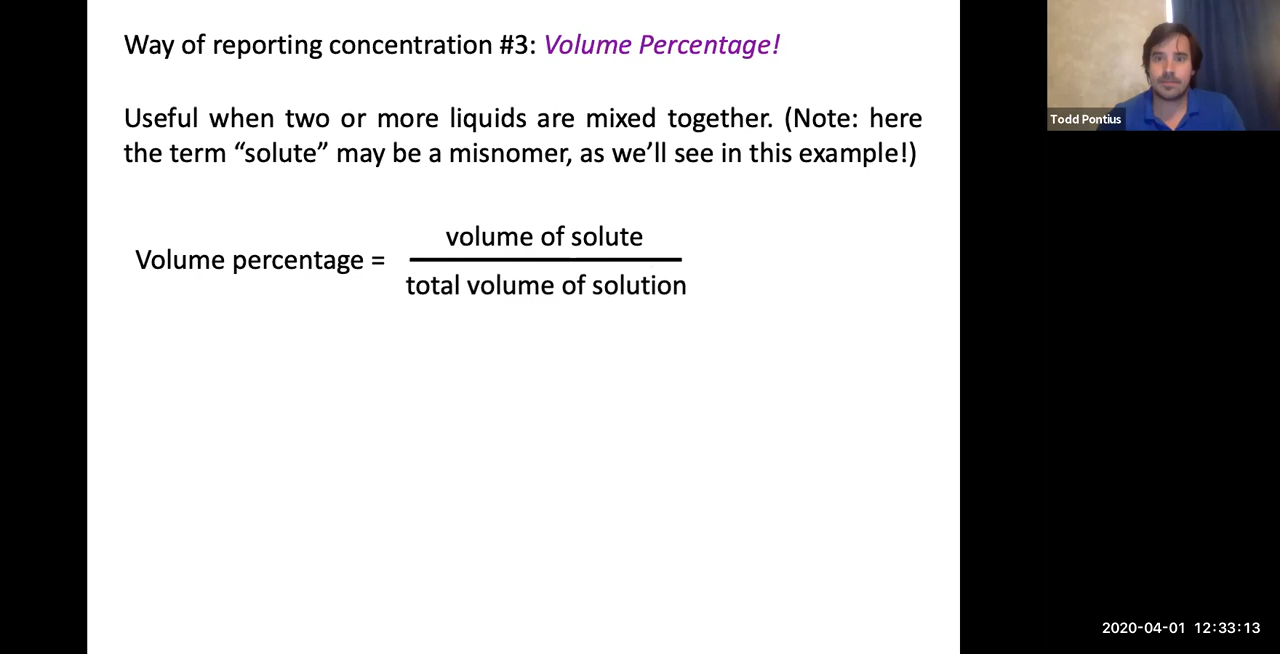 Way of reporting concentration #3: Volume Percentage!
Useful when two or more liquids are mixed together. (Note: here
the term “solute” may be a misnomer, as we’ll see in this example!)
Volume percentage =
volume of solute
total volume of solution
Todd Pontius
2020-04-01 12:33:13